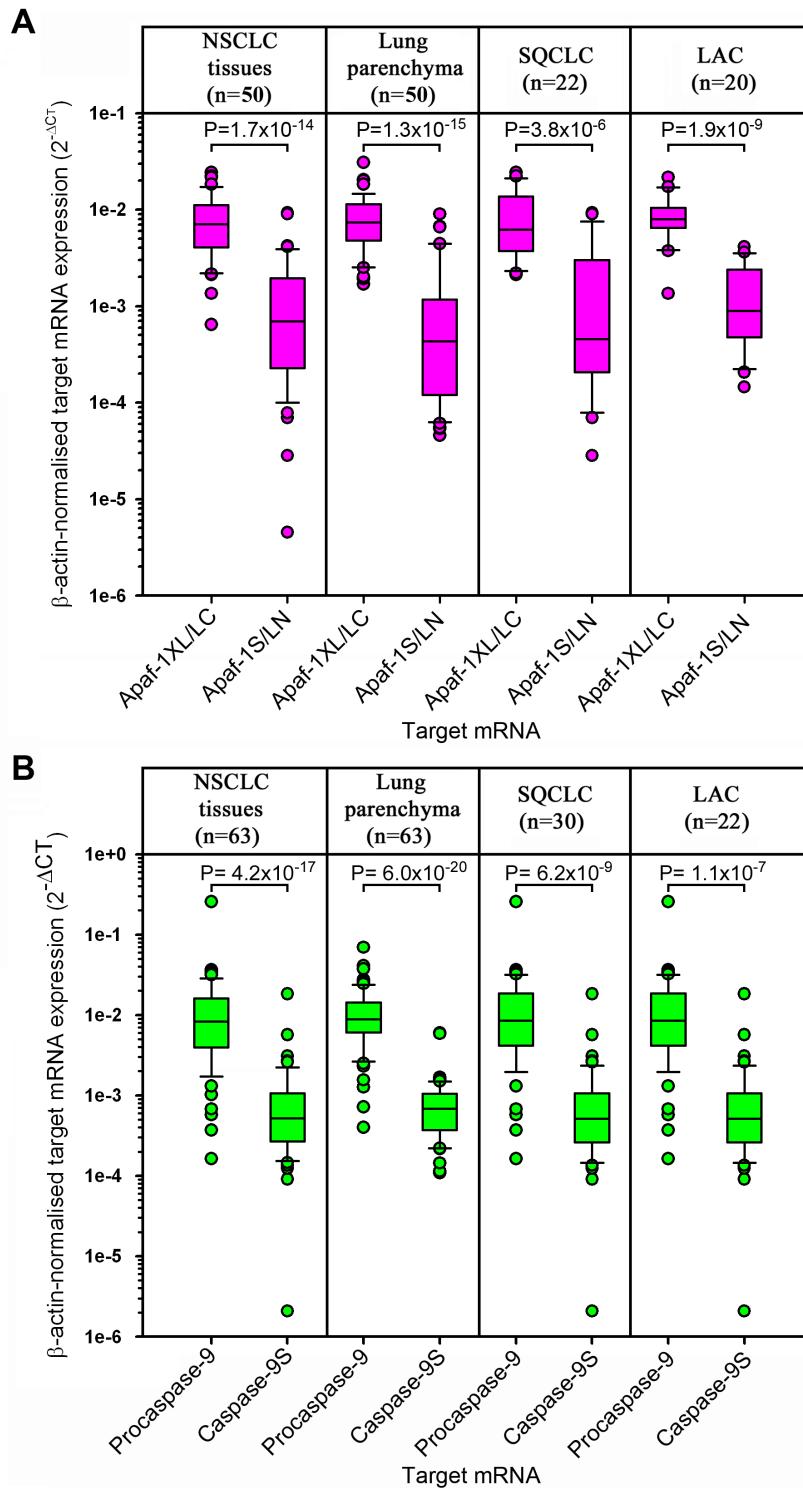 A
NSCLC tissues (n=50)
Lung parenchyma (n=50)
SQCLC (n=22)
LAC (n=20)
P=1.7x10⁻¹⁴
P=1.3x10⁻¹⁵
P=3.8x10⁻⁶
P=1.9x10⁻⁹
β-actin-normalised target mRNA expression (2^-ΔCT)
1e-1
1e-2
1e-3
1e-4
1e-5
1e-6
Apaf-1XL/LC
Apaf-1S/LN
Apaf-1XL/LC
Apaf-1S/LN
Apaf-1XL/LC
Apaf-1S/LN
Apaf-1XL/LC
Apaf-1S/LN
Target mRNA
B
NSCLC tissues (n=63)
Lung parenchyma (n=63)
SQCLC (n=30)
LAC (n=22)
P= 4.2x10⁻¹⁷
P= 6.0x10⁻²⁰
P= 6.2x10⁻⁹
P= 1.1x10⁻⁷
β-actin-normalised target mRNA expression (2^-ΔCT)
1e+0
1e-1
1e-2
1e-3
1e-4
1e-5
1e-6
Procaspase-9
Caspase-9S
Procaspase-9
Caspase-9S
Procaspase-9
Caspase-9S
Procaspase-9
Caspase-9S
Target mRNA